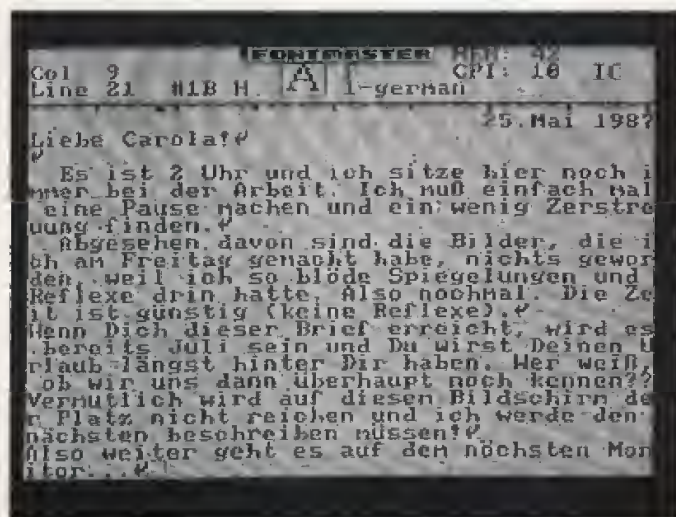 FONTMASTER MEM: 42
Col 9 A CPI: 10 IC
Line 21 #1B H. 1-german
25.Mai 1987
Liebe Carola!
Es ist 2 Uhr und ich sitze hier noch i
mmer bei der Arbeit. Ich muß einfach mal
eine Pause machen und ein wenig Zerstre
uung finden.
Abgesehen davon sind die Bilder, die i
ch am Freitag gemacht habe, nichts gewor
den, weil ich so blöde Spiegelungen und
Reflexe drin hatte. Also nochmal. Die Ze
it ist günstig (keine Reflexe).
Wenn Dich dieser Brief erreicht, wird es
bereits Juli sein und Du wirst Deinen U
rlaub längst hinter Dir haben. Wer weiß,
ob wir uns dann überhaupt noch kennen??
Vermutlich wird auf diesen Bildschirm de
r Platz nicht reichen und ich werde den
nächsten beschreiben müssen!
Also weiter geht es auf dem nächsten Mon
itor...